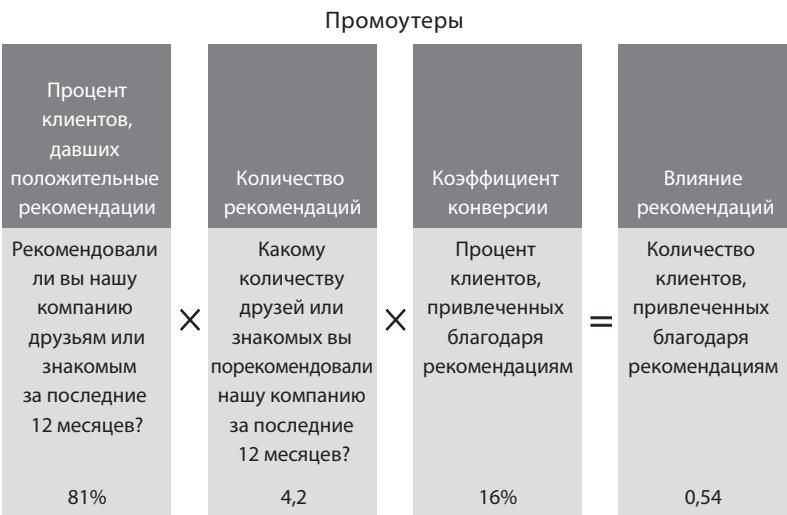 Промоутеры
Процент
клиентов,
давших
положительные
рекомендации
Рекомендовали
ли вы нашу
компанию
друзьям или
знакомым
за последние
12 месяцев?
81%
×
Количество
рекомендаций
Какому
количеству
друзей или
знакомых вы
порекомендовали
нашу компанию
за последние
12 месяцев?
4,2
×
Коэффициент
конверсии
Процент
клиентов,
привлеченных
благодаря
рекомендациям
16%
=
Влияние
рекомендаций
Количество
клиентов,
привлеченных
благодаря
рекомендациям
0,54